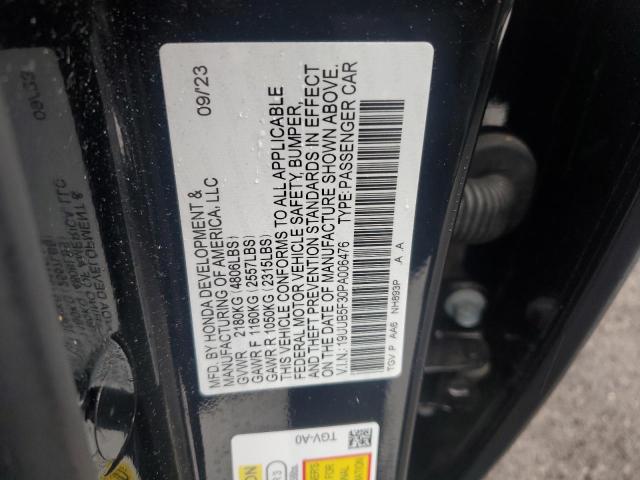 09/'23
MFD. BY HONDA DEVELOPMENT &
MANUFACTURING OF AMERICA, LLC
GVWR 2180KG (4806LBS)
GAWR F 1160KG (2557LBS)
GAWR R 1050KG (2315LBS)
THIS VEHICLE CONFORMS TO ALL APPLICABLE
FEDERAL MOTOR VEHICLE SAFETY, BUMPER,
AND THEFT PREVENTION STANDARDS IN EFFECT
ON THE DATE OF MANUFACTURE SHOWN ABOVE.
V.I.N.: 19UUB5F30PA006476 TYPE: PASSENGER CAR
TGV P AA6 NH893P A A
TGV-A0